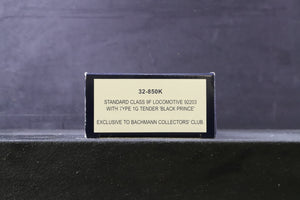 32-850K
STANDARD CLASS 9F LOCOMOTIVE 92203
WITH TYPE 1G TENDER 'BLACK PRINCE'
EXCLUSIVE TO BACHMANN COLLECTORS' CLUB